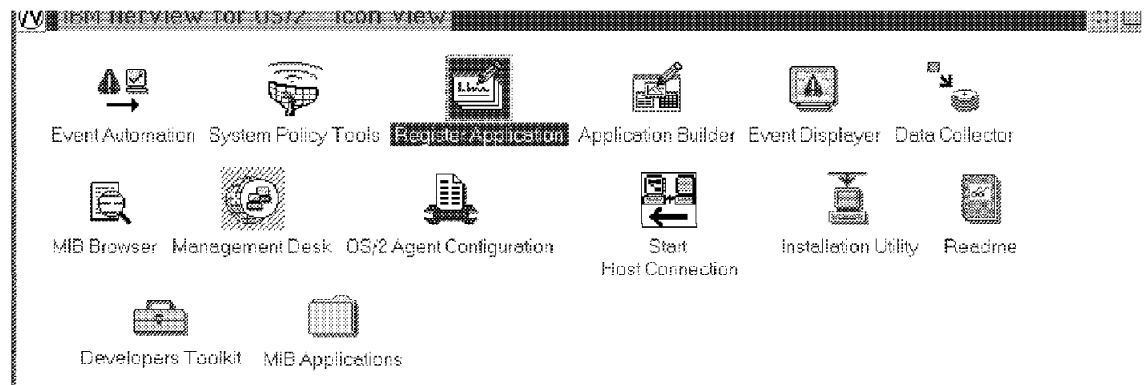 IBM NetView for OS/2 - Icon View
Event Automation System Policy Tools Register Application Application Builder Event Displayer Data Collector
MIB Browser Management Desk OS/2 Agent Configuration Start Host Connection Installation Utility Readme
Developers Toolkit MIB Applications